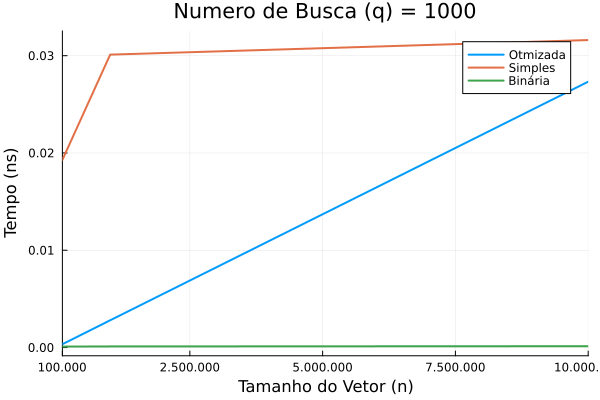 Numero de Busca (q) = 1000
Tempo (ns)
0.03
0.02
0.01
0.00
Otmizada
Simples
Binária
100.000
2.500.000
5.000.000
7.500.000
10.000.
Tamanho do Vetor (n)